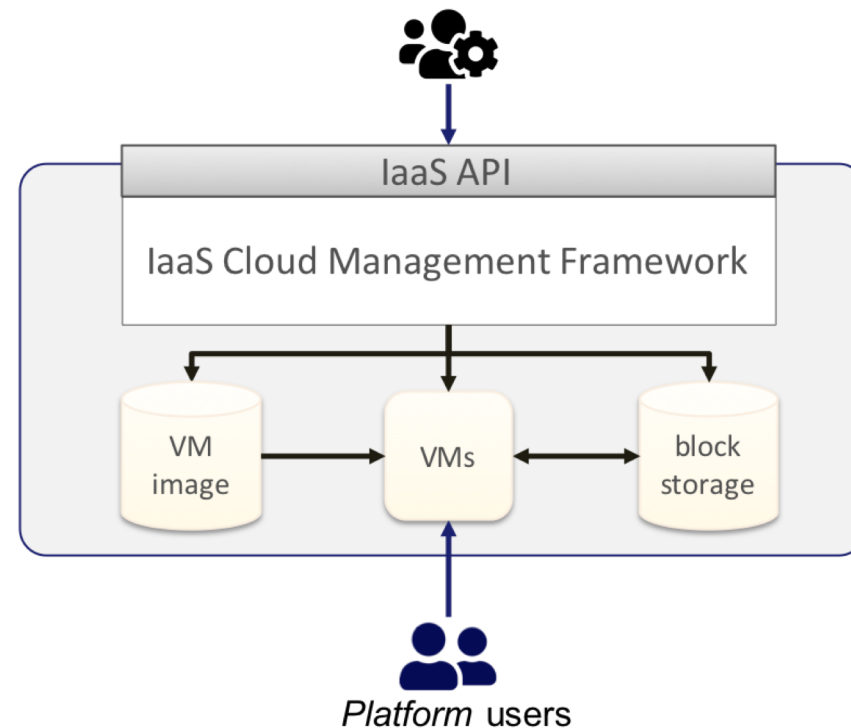 IaaS API
IaaS Cloud Management Framework
VM
image
VMs
block
storage
Platform users